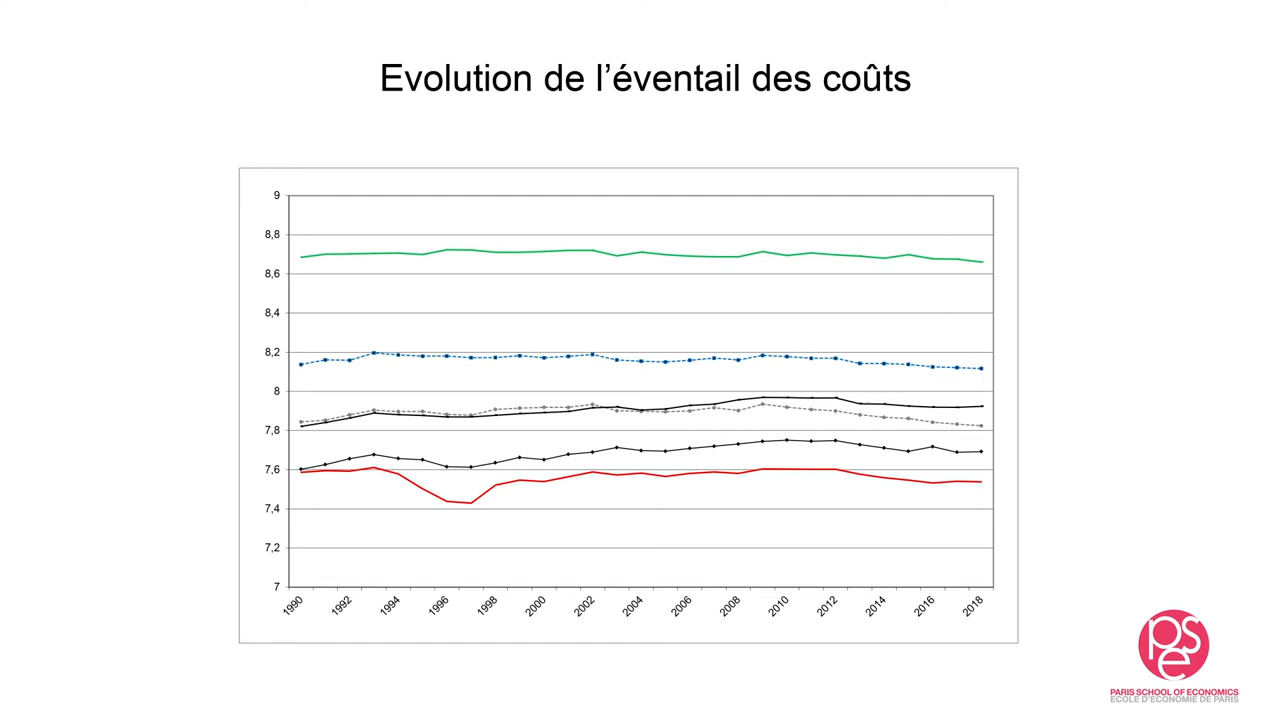 Evolution de l’éventail des coûts
9
8,8
8,6
8,4
8,2
8
7,8
7,6
7,4
7,2
7
1990 1992 1994 1996 1998 2000 2002 2004 2006 2008 2010 2012 2014 2016 2018
pse
PARIS SCHOOL OF ECONOMICS
ECOLE D'ECONOMIE DE PARIS